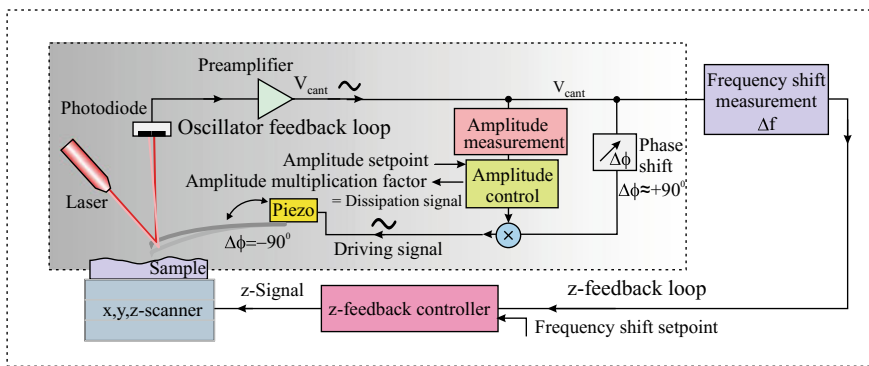 Preamplifier
V_cant
V_cant
Frequency shift
measurement
Δf
Photodiode
Oscillator feedback loop
Amplitude
measurement
Δϕ
Phase
shift
Δϕ≈+90⁰
Amplitude setpoint
Amplitude multiplication factor
= Dissipation signal
Amplitude
control
Laser
Piezo
Δϕ=−90⁰
Driving signal
×
Sample
x,y,z-scanner
z-Signal
z-feedback controller
z-feedback loop
Frequency shift setpoint